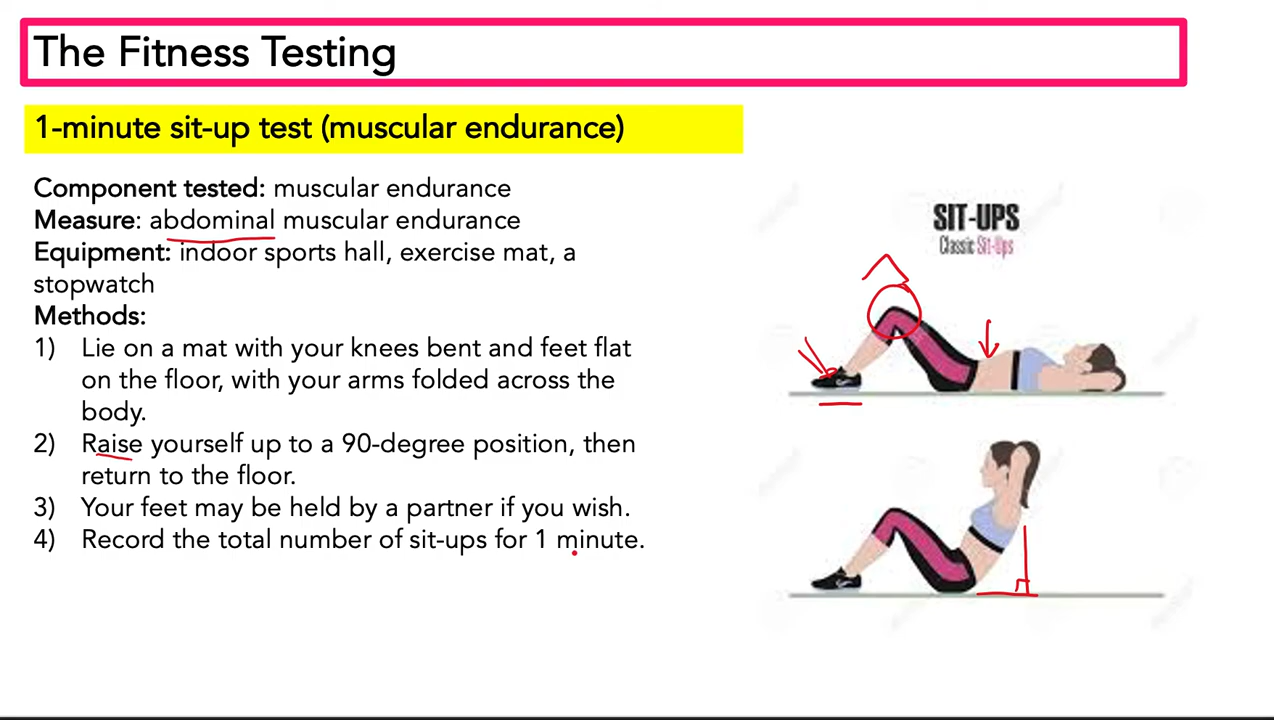 The Fitness Testing
1-minute sit-up test (muscular endurance)
Component tested: muscular endurance
Measure: abdominal muscular endurance
Equipment: indoor sports hall, exercise mat, a
stopwatch
Methods:
1) Lie on a mat with your knees bent and feet flat
on the floor, with your arms folded across the
body.
2) Raise yourself up to a 90-degree position, then
return to the floor.
3) Your feet may be held by a partner if you wish.
4) Record the total number of sit-ups for 1 minute.
SIT-UPS
Classic Sit-Ups